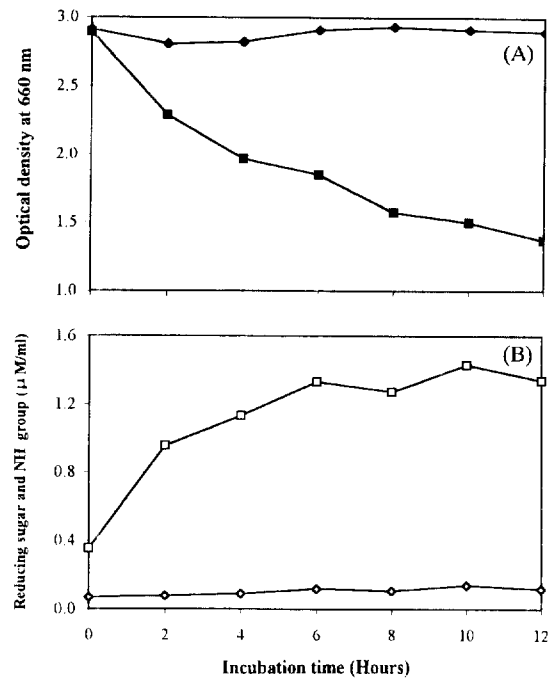 3.0
(A)
2.5
2.0
1.5
1.0
Optical density at 660 nm
1.6
(B)
1.2
0.8
0.4
0.0
Reducing sugar and NH group (μ M/ml)
0 2 4 6 8 10 12
Incubation time (Hours)